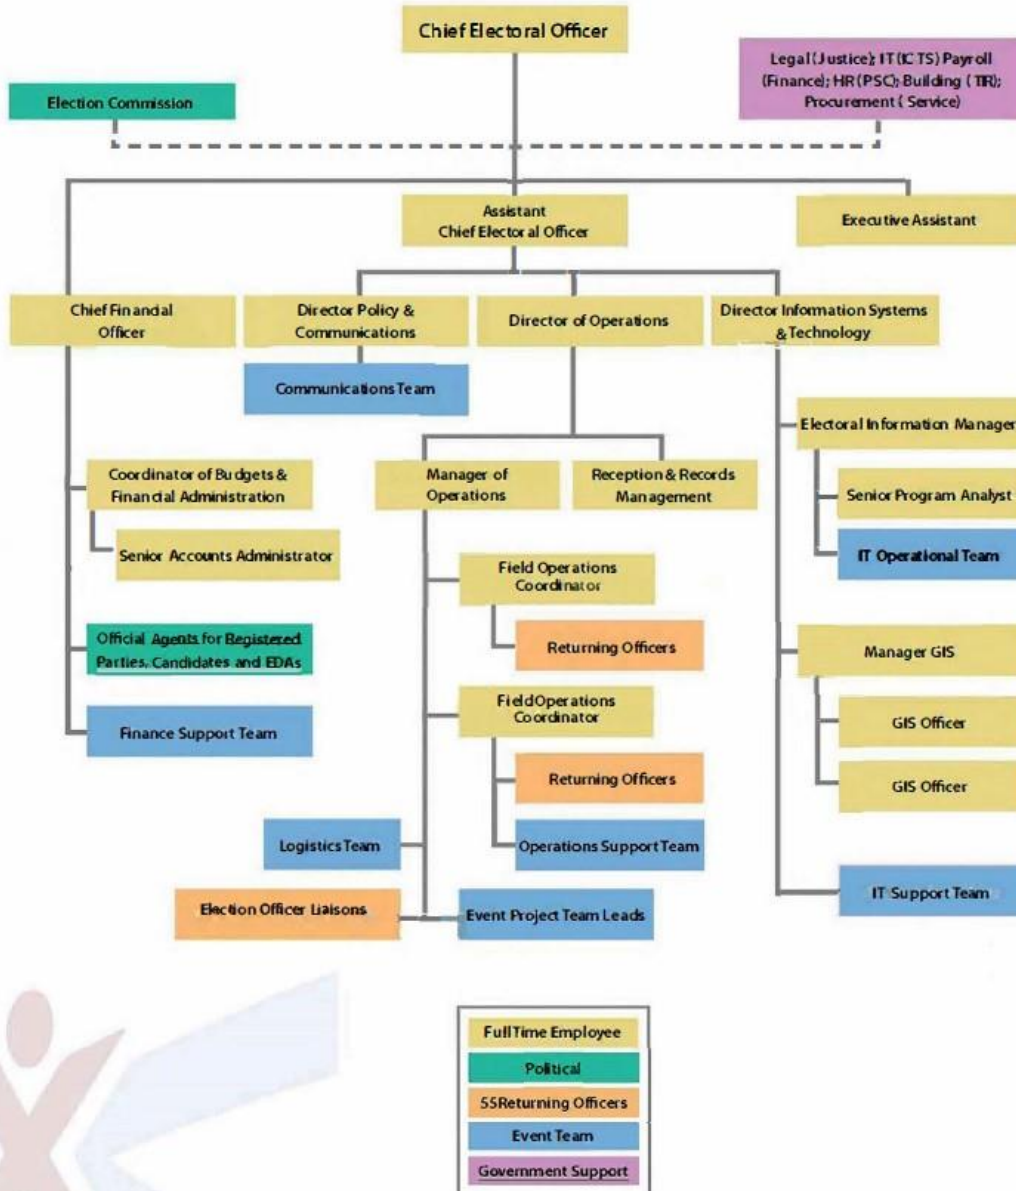 Chief Electoral Officer
Legal (Justice); IT (ICTS) Payroll
(Finance); HR (PSC); Building (TIR);
Procurement (Service)
Election Commission
Assistant
Chief Electoral Officer
Executive Assistant
Chief Financial
Officer
Director Policy &
Communications
Director of Operations
Director Information Systems
& Technology
Communications Team
Electoral Information Manager
Coordinator of Budgets &
Financial Administration
Manager of
Operations
Reception & Records
Management
Senior Program Analyst
Senior Accounts Administrator
IT Operational Team
Field Operations
Coordinator
Official Agents for Registered
Parties, Candidates and EDAs
Returning Officers
Manager GIS
Field Operations
Coordinator
Finance Support Team
GIS Officer
Returning Officers
GIS Officer
Logistics Team
Operations Support Team
IT Support Team
Election Officer Liaisons
Event Project Team Leads
Full Time Employee
Political
55 Returning Officers
Event Team
Government Support